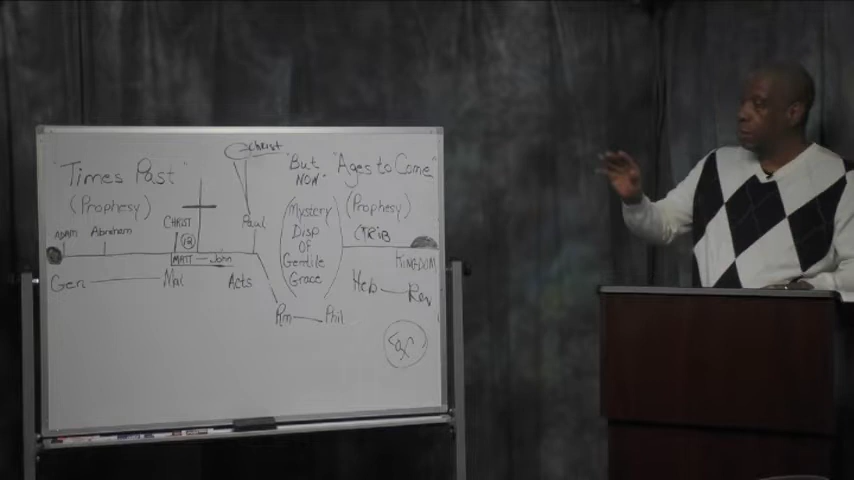 Christ
"Times Past"
"But NOW"
"Ages to Come"
(Prophesy)
(Mystery
Disp
Of
Gentile
Grace)
(Prophesy)
ADAM
Abraham
CHRIST
Paul
TRIB
MATT — John
KINGDOM
Gen — Mal
Acts
Heb — Rev
Rm — Phil